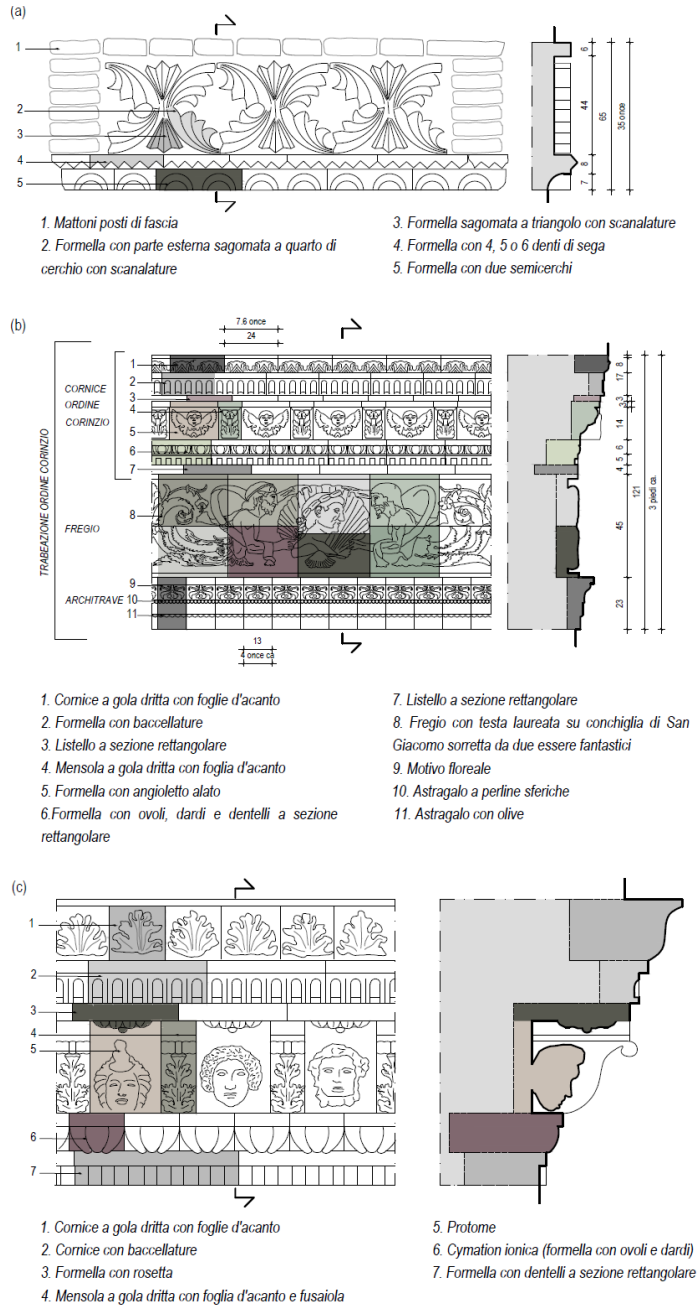 (a)
1
2
3
4
5
6
44
8
7
65
35 once
1. Mattoni posti di fascia
2. Formella con parte esterna sagomata a quarto di
cerchio con scanalature
3. Formella sagomata a triangolo con scanalature
4. Formella con 4, 5 o 6 denti di sega
5. Formella con due semicerchi
(b)
7.6 once
24
TRABEAZIONE ORDINE CORINZIO
CORNICE
ORDINE
CORINZIO
FREGIO
ARCHITRAVE
1
2
3
4
5
6
7
8
9
10
11
13
4 once ca
8
17
3
3
14
6
5
4
45
23
121
3 piedi ca.
1. Cornice a gola dritta con foglie d'acanto
2. Formella con baccellature
3. Listello a sezione rettangolare
4. Mensola a gola dritta con foglia d'acanto
5. Formella con angioletto alato
6.Formella con ovoli, dardi e dentelli a sezione
rettangolare
7. Listello a sezione rettangolare
8. Fregio con testa laureata su conchiglia di San
Giacomo sorretta da due essere fantastici
9. Motivo floreale
10. Astragalo a perline sferiche
11. Astragalo con olive
(c)
1
2
3
4
5
6
7
1. Cornice a gola dritta con foglie d'acanto
2. Cornice con baccellature
3. Formella con rosetta
4. Mensola a gola dritta con foglia d'acanto e fusaiola
5. Protome
6. Cymation ionica (formella con ovoli e dardi)
7. Formella con dentelli a sezione rettangolare